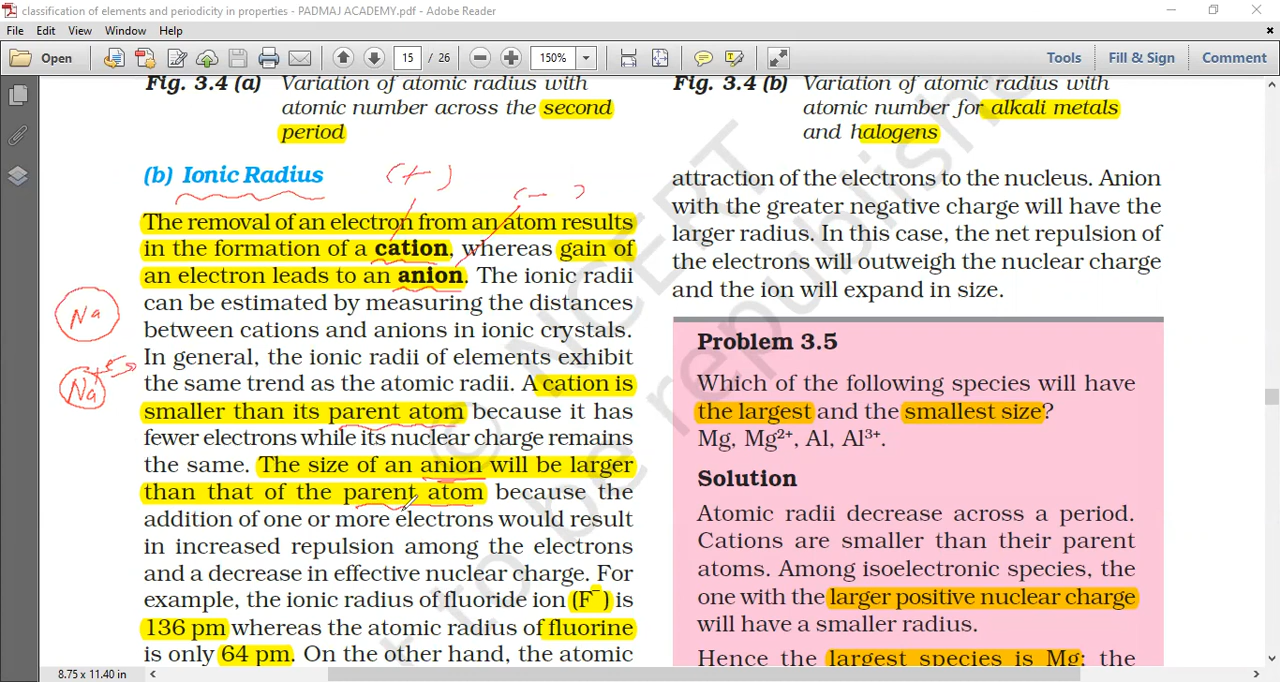 classification of elements and periodicity in properties - PADMAJ ACADEMY.pdf - Adobe Reader
File Edit View Window Help
Open 15 / 26 150% Tools Fill & Sign Comment
Fig. 3.4 (a) Variation of atomic radius with
atomic number across the second
period
(b) Ionic Radius
(+)
(- )
The removal of an electron from an atom results
in the formation of a cation, whereas gain of
an electron leads to an anion. The ionic radii
can be estimated by measuring the distances
between cations and anions in ionic crystals.
In general, the ionic radii of elements exhibit
the same trend as the atomic radii. A cation is
smaller than its parent atom because it has
fewer electrons while its nuclear charge remains
the same. The size of an anion will be larger
than that of the parent atom because the
addition of one or more electrons would result
in increased repulsion among the electrons
and a decrease in effective nuclear charge. For
example, the ionic radius of fluoride ion (F⁻) is
136 pm whereas the atomic radius of fluorine
is only 64 pm. On the other hand, the atomic
Na
Na+
Fig. 3.4 (b) Variation of atomic radius with
atomic number for alkali metals
and halogens
attraction of the electrons to the nucleus. Anion
with the greater negative charge will have the
larger radius. In this case, the net repulsion of
the electrons will outweigh the nuclear charge
and the ion will expand in size.
Problem 3.5
Which of the following species will have
the largest and the smallest size?
Mg, Mg²⁺, Al, Al³⁺.
Solution
Atomic radii decrease across a period.
Cations are smaller than their parent
atoms. Among isoelectronic species, the
one with the larger positive nuclear charge
will have a smaller radius.
Hence the largest species is Mg; the
© NCERT
not to be republished
8.75 x 11.40 in